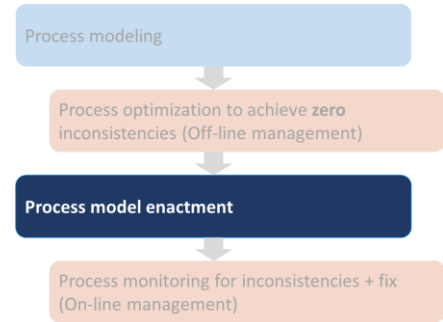 Process modeling
Process optimization to achieve zero
inconsistencies (Off-line management)
Process model enactment
Process monitoring for inconsistencies + fix
(On-line management)